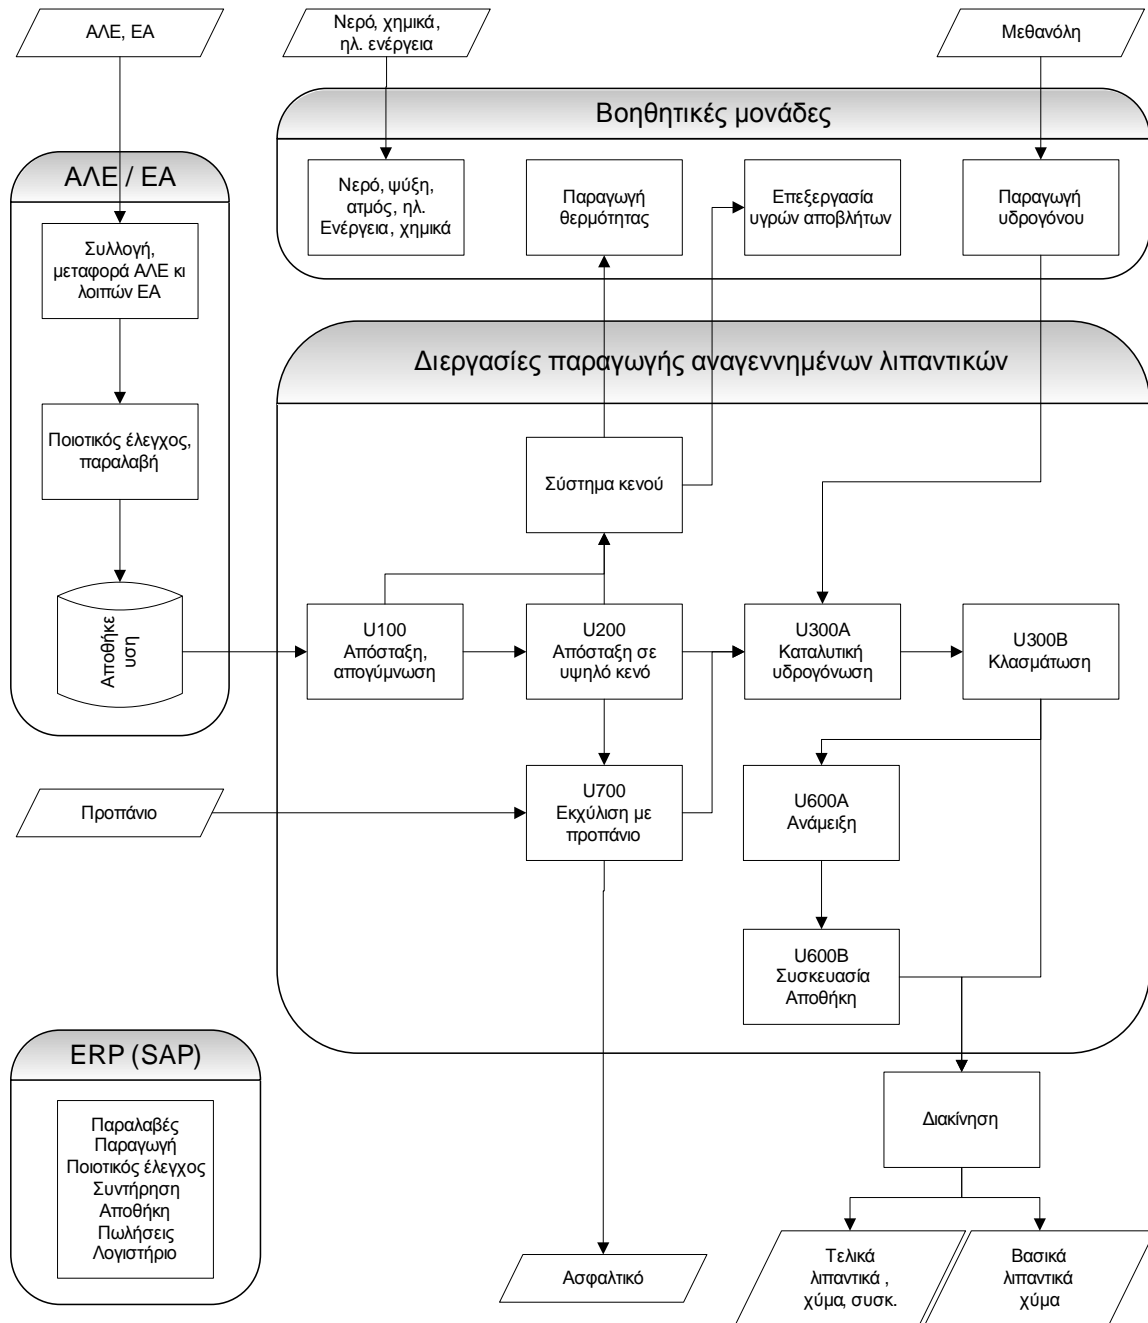 ΑΛΕ, ΕΑ
Νερό, χημικά,
ηλ. ενέργεια
Μεθανόλη
Βοηθητικές μονάδες
Νερό, ψύξη,
ατμός, ηλ.
Ενέργεια, χημικά
Παραγωγή
θερμότητας
Επεξεργασία
υγρών αποβλήτων
Παραγωγή
υδρογόνου
ΑΛΕ / ΕΑ
Συλλογή,
μεταφορά ΑΛΕ κι
λοιπών ΕΑ
Ποιοτικός έλεγχος,
παραλαβή
Αποθήκε
υση
Διεργασίες παραγωγής αναγεννημένων λιπαντικών
Σύστημα κενού
U100
Απόσταξη,
απογύμνωση
U200
Απόσταξη σε
υψηλό κενό
U300A
Καταλυτική
υδρογόνωση
U300B
Κλασμάτωση
Προπάνιο
U700
Εκχύλιση με
προπάνιο
U600A
Ανάμειξη
U600B
Συσκευασία
Αποθήκη
ERP (SAP)
Παραλαβές
Παραγωγή
Ποιοτικός έλεγχος
Συντήρηση
Αποθήκη
Πωλήσεις
Λογιστήριο
Διακίνηση
Ασφαλτικό
Τελικά
λιπαντικά ,
χύμα, συσκ.
Βασικά
λιπαντικά
χύμα